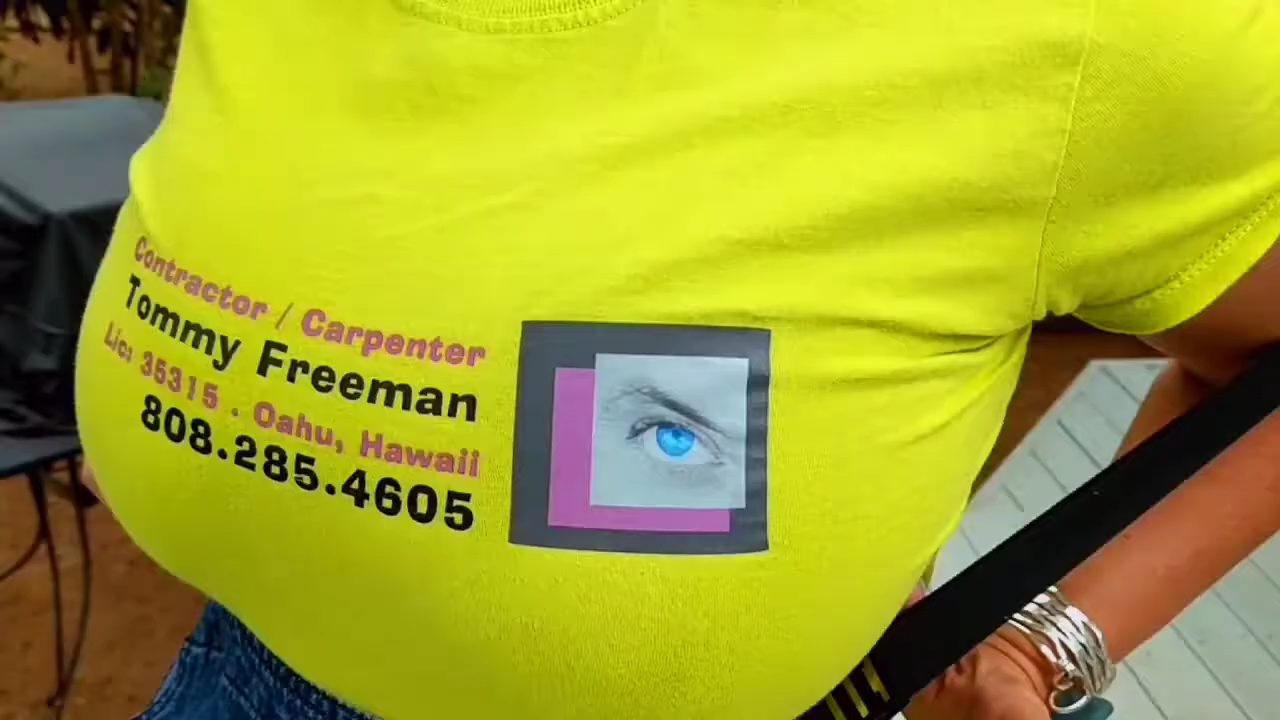 Contractor / Carpenter
Tommy Freeman
Lic: 35315 . Oahu, Hawaii
808.285.4605